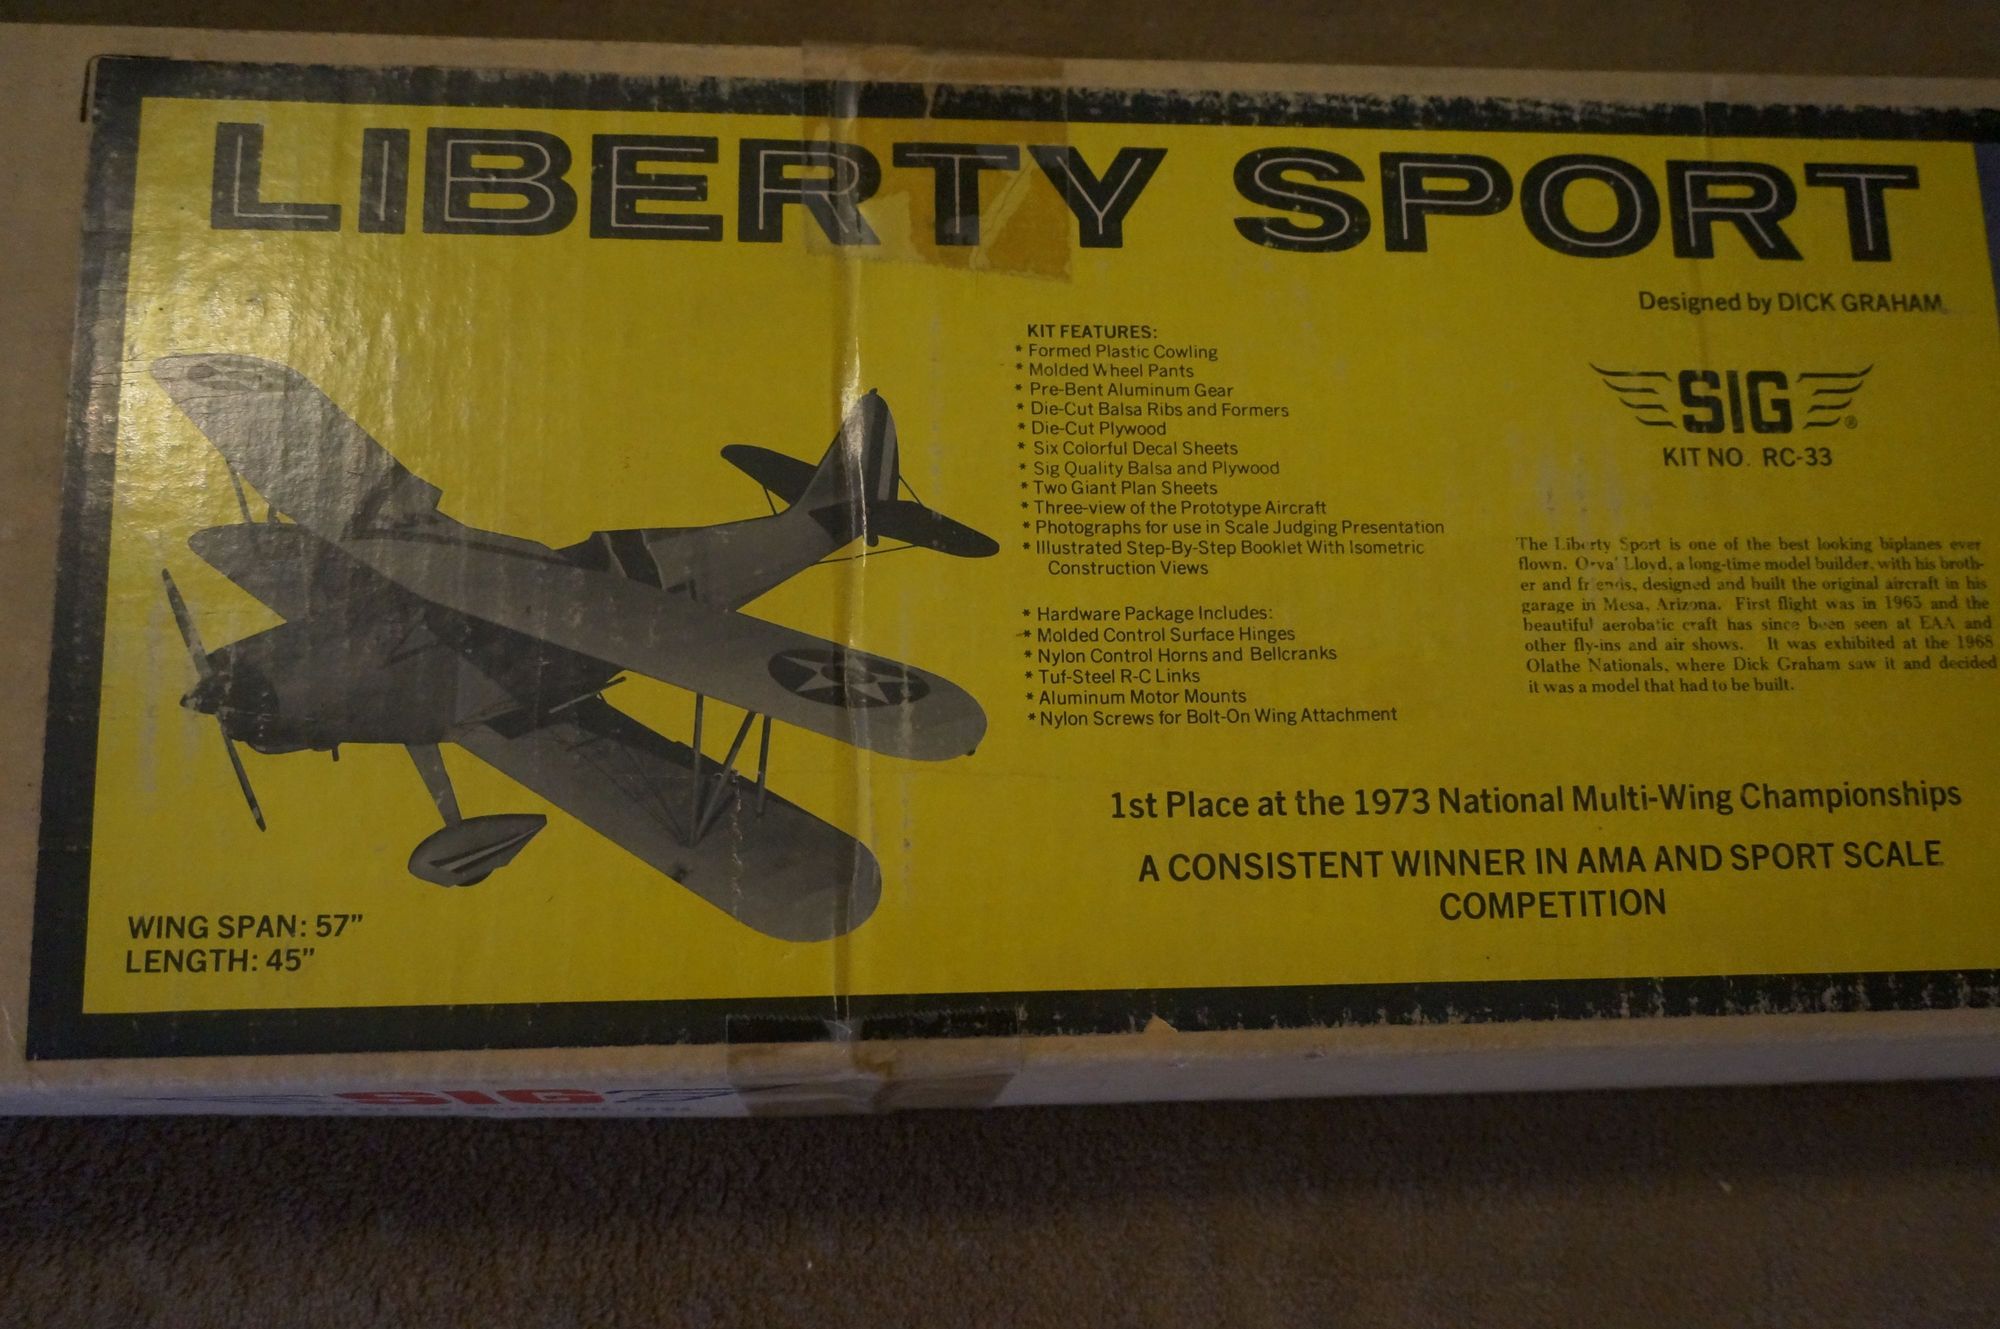 LIBERTY SPORT
Designed by DICK GRAHAM
SIG®
KIT NO. RC-33
KIT FEATURES:
* Formed Plastic Cowling
* Molded Wheel Pants
* Pre-Bent Aluminum Gear
* Die-Cut Balsa Ribs and Formers
* Die-Cut Plywood
* Six Colorful Decal Sheets
* Sig Quality Balsa and Plywood
* Two Giant Plan Sheets
* Three-view of the Prototype Aircraft
* Photographs for use in Scale Judging Presentation
* Illustrated Step-By-Step Booklet With Isometric
Construction Views
* Hardware Package Includes:
* Molded Control Surface Hinges
* Nylon Control Horns and Bellcranks
* Tuf-Steel R-C Links
* Aluminum Motor Mounts
* Nylon Screws for Bolt-On Wing Attachment
The Liberty Sport is one of the best looking biplanes ever
flown. Orval Lloyd, a long-time model builder, with his broth-
er and friends, designed and built the original aircraft in his
garage in Mesa, Arizona. First flight was in 1965 and the
beautiful aerobatic craft has since been seen at EAA and
other fly-ins and air shows. It was exhibited at the 1968
Olathe Nationals, where Dick Graham saw it and decided
it was a model that had to be built.
1st Place at the 1973 National Multi-Wing Championships
A CONSISTENT WINNER IN AMA AND SPORT SCALE
COMPETITION
WING SPAN: 57"
LENGTH: 45"
SIG